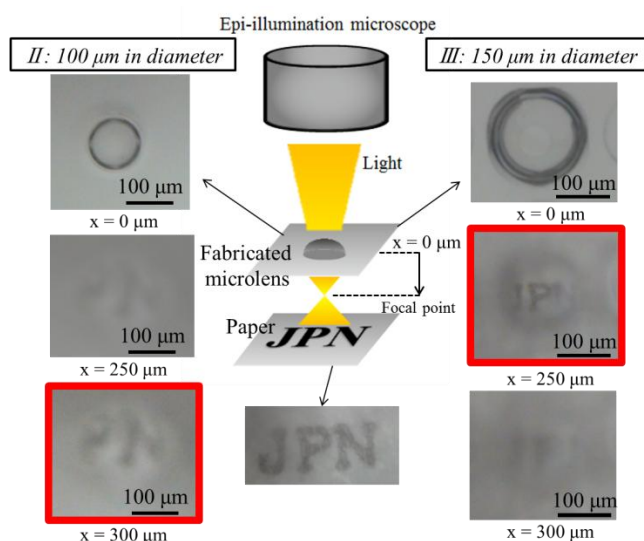 Epi-illumination microscope
II: 100 μm in diameter
III: 150 μm in diameter
100 μm
x = 0 μm
100 μm
x = 250 μm
100 μm
x = 300 μm
Light
Fabricated
microlens
x = 0 μm
Focal point
Paper
JPN
JPN
100 μm
x = 0 μm
JPN
100 μm
x = 250 μm
100 μm
x = 300 μm